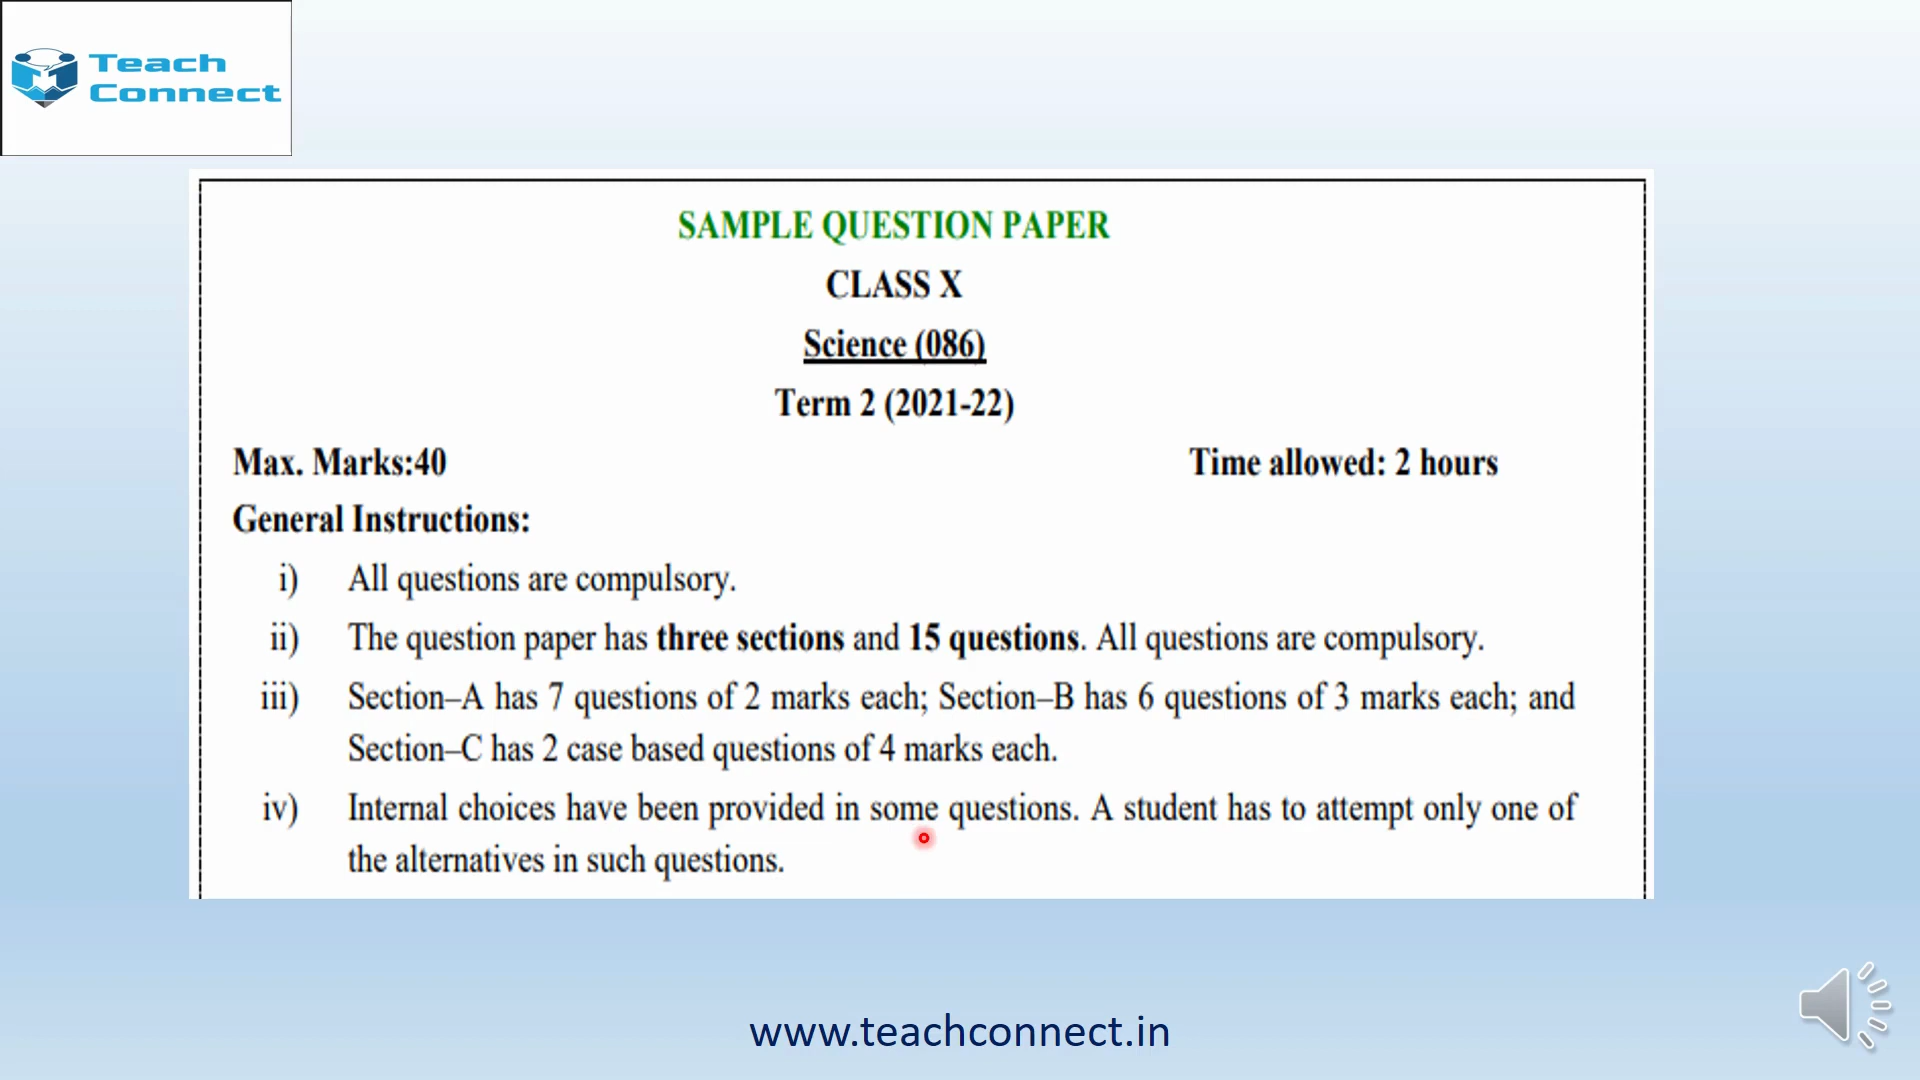 Teach
Connect
SAMPLE QUESTION PAPER
CLASS X
Science (086)
Term 2 (2021-22)
Max. Marks:40 Time allowed: 2 hours
General Instructions:
i) All questions are compulsory.
ii) The question paper has three sections and 15 questions. All questions are compulsory.
iii) Section–A has 7 questions of 2 marks each; Section–B has 6 questions of 3 marks each; and
Section–C has 2 case based questions of 4 marks each.
iv) Internal choices have been provided in some questions. A student has to attempt only one of
the alternatives in such questions.
www.teachconnect.in